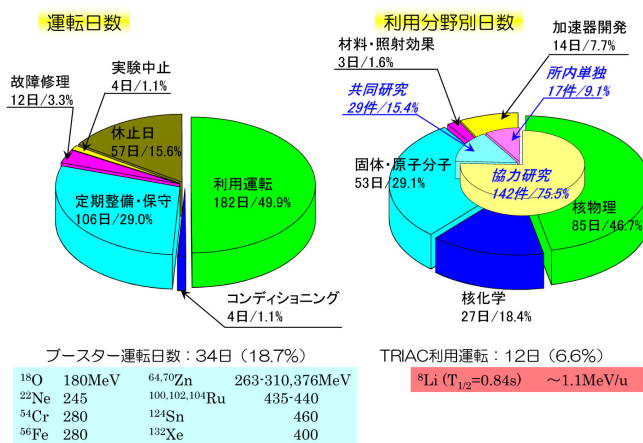 運転日数
利用分野別日数
実験中止
4日/1.1%
故障修理
12日/3.3%
休止日
57日/15.6%
利用運転
182日/49.9%
定期整備・保守
106日/29.0%
コンディショニング
4日/1.1%
加速器開発
14日/7.7%
材料・照射効果
3日/1.6%
所内単独
17件/9.1%
共同研究
29件/15.4%
固体・原子分子
53日/29.1%
協力研究
142件/75.5%
核物理
85日/46.7%
核化学
27日/18.4%
ブースター運転日数:34日(18.7%)
TRIAC利用運転:12日(6.6%)
¹⁸O 180MeV ⁶⁴,⁷⁰Zn 263-310,376MeV
²²Ne 245 ¹⁰⁰,¹⁰²,¹⁰⁴Ru 435-440
⁵⁴Cr 280 ¹²⁴Sn 460
⁵⁶Fe 280 ¹³²Xe 400
⁸Li (T₁/₂=0.84s) ~1.1MeV/u